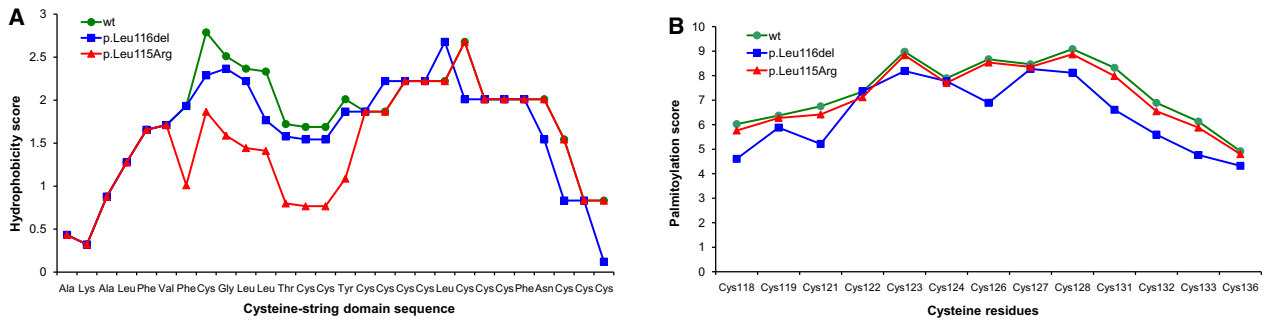 A
wt
p.Leu116del
p.Leu115Arg
Hydrophobicity score
3
2.5
2
1.5
1
0.5
0
Ala Lys Ala Leu Phe Val Phe Cys Gly Leu Leu Thr Cys Cys Tyr Cys Cys Cys Cys Leu Cys Cys Cys Phe Asn Cys Cys Cys
Cysteine-string domain sequence
B
wt
p.Leu116del
p.Leu115Arg
Palmitoylation score
10
9
8
7
6
5
4
3
2
1
0
Cys118 Cys119 Cys121 Cys122 Cys123 Cys124 Cys126 Cys127 Cys128 Cys131 Cys132 Cys133 Cys136
Cysteine residues